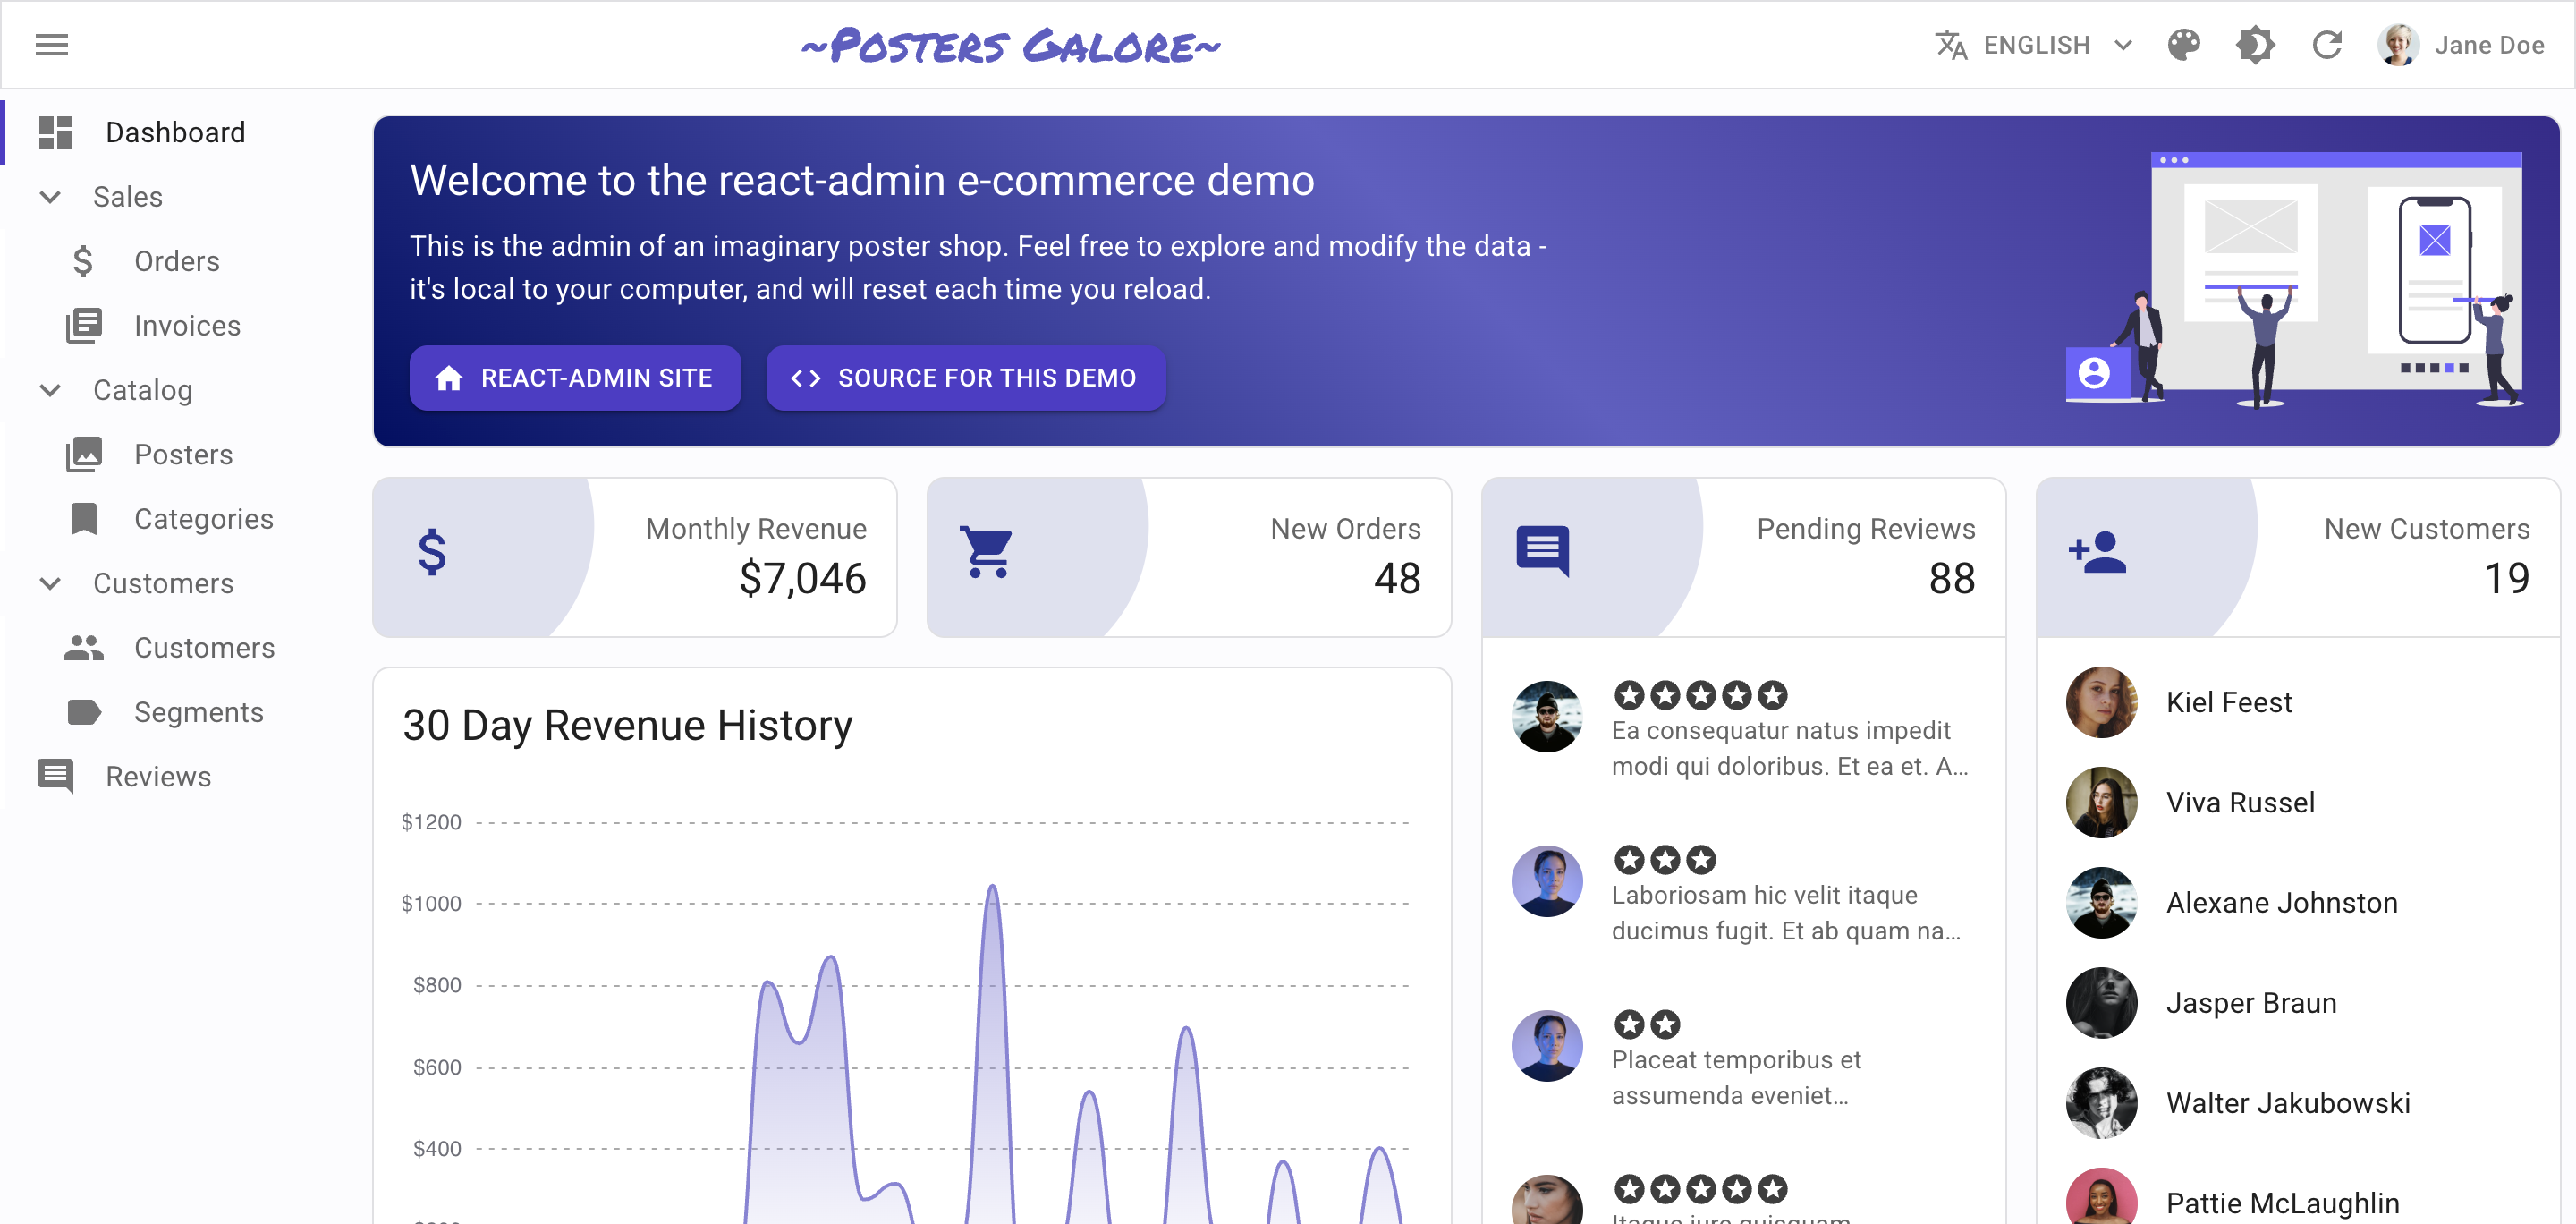 ~Posters Galore~
ENGLISH
Jane Doe
Dashboard
Sales
Orders
Invoices
Catalog
Posters
Categories
Customers
Customers
Segments
Reviews
Welcome to the react-admin e-commerce demo
This is the admin of an imaginary poster shop. Feel free to explore and modify the data -
it's local to your computer, and will reset each time you reload.
REACT-ADMIN SITE
SOURCE FOR THIS DEMO
Monthly Revenue
$7,046
New Orders
48
Pending Reviews
88
New Customers
19
30 Day Revenue History
$1200
$1000
$800
$600
$400
Ea consequatur natus impedit
modi qui doloribus. Et ea et. A...
Laboriosam hic velit itaque
ducimus fugit. Et ab quam na...
Placeat temporibus et
assumenda eveniet...
Kiel Feest
Viva Russel
Alexane Johnston
Jasper Braun
Walter Jakubowski
Pattie McLaughlin